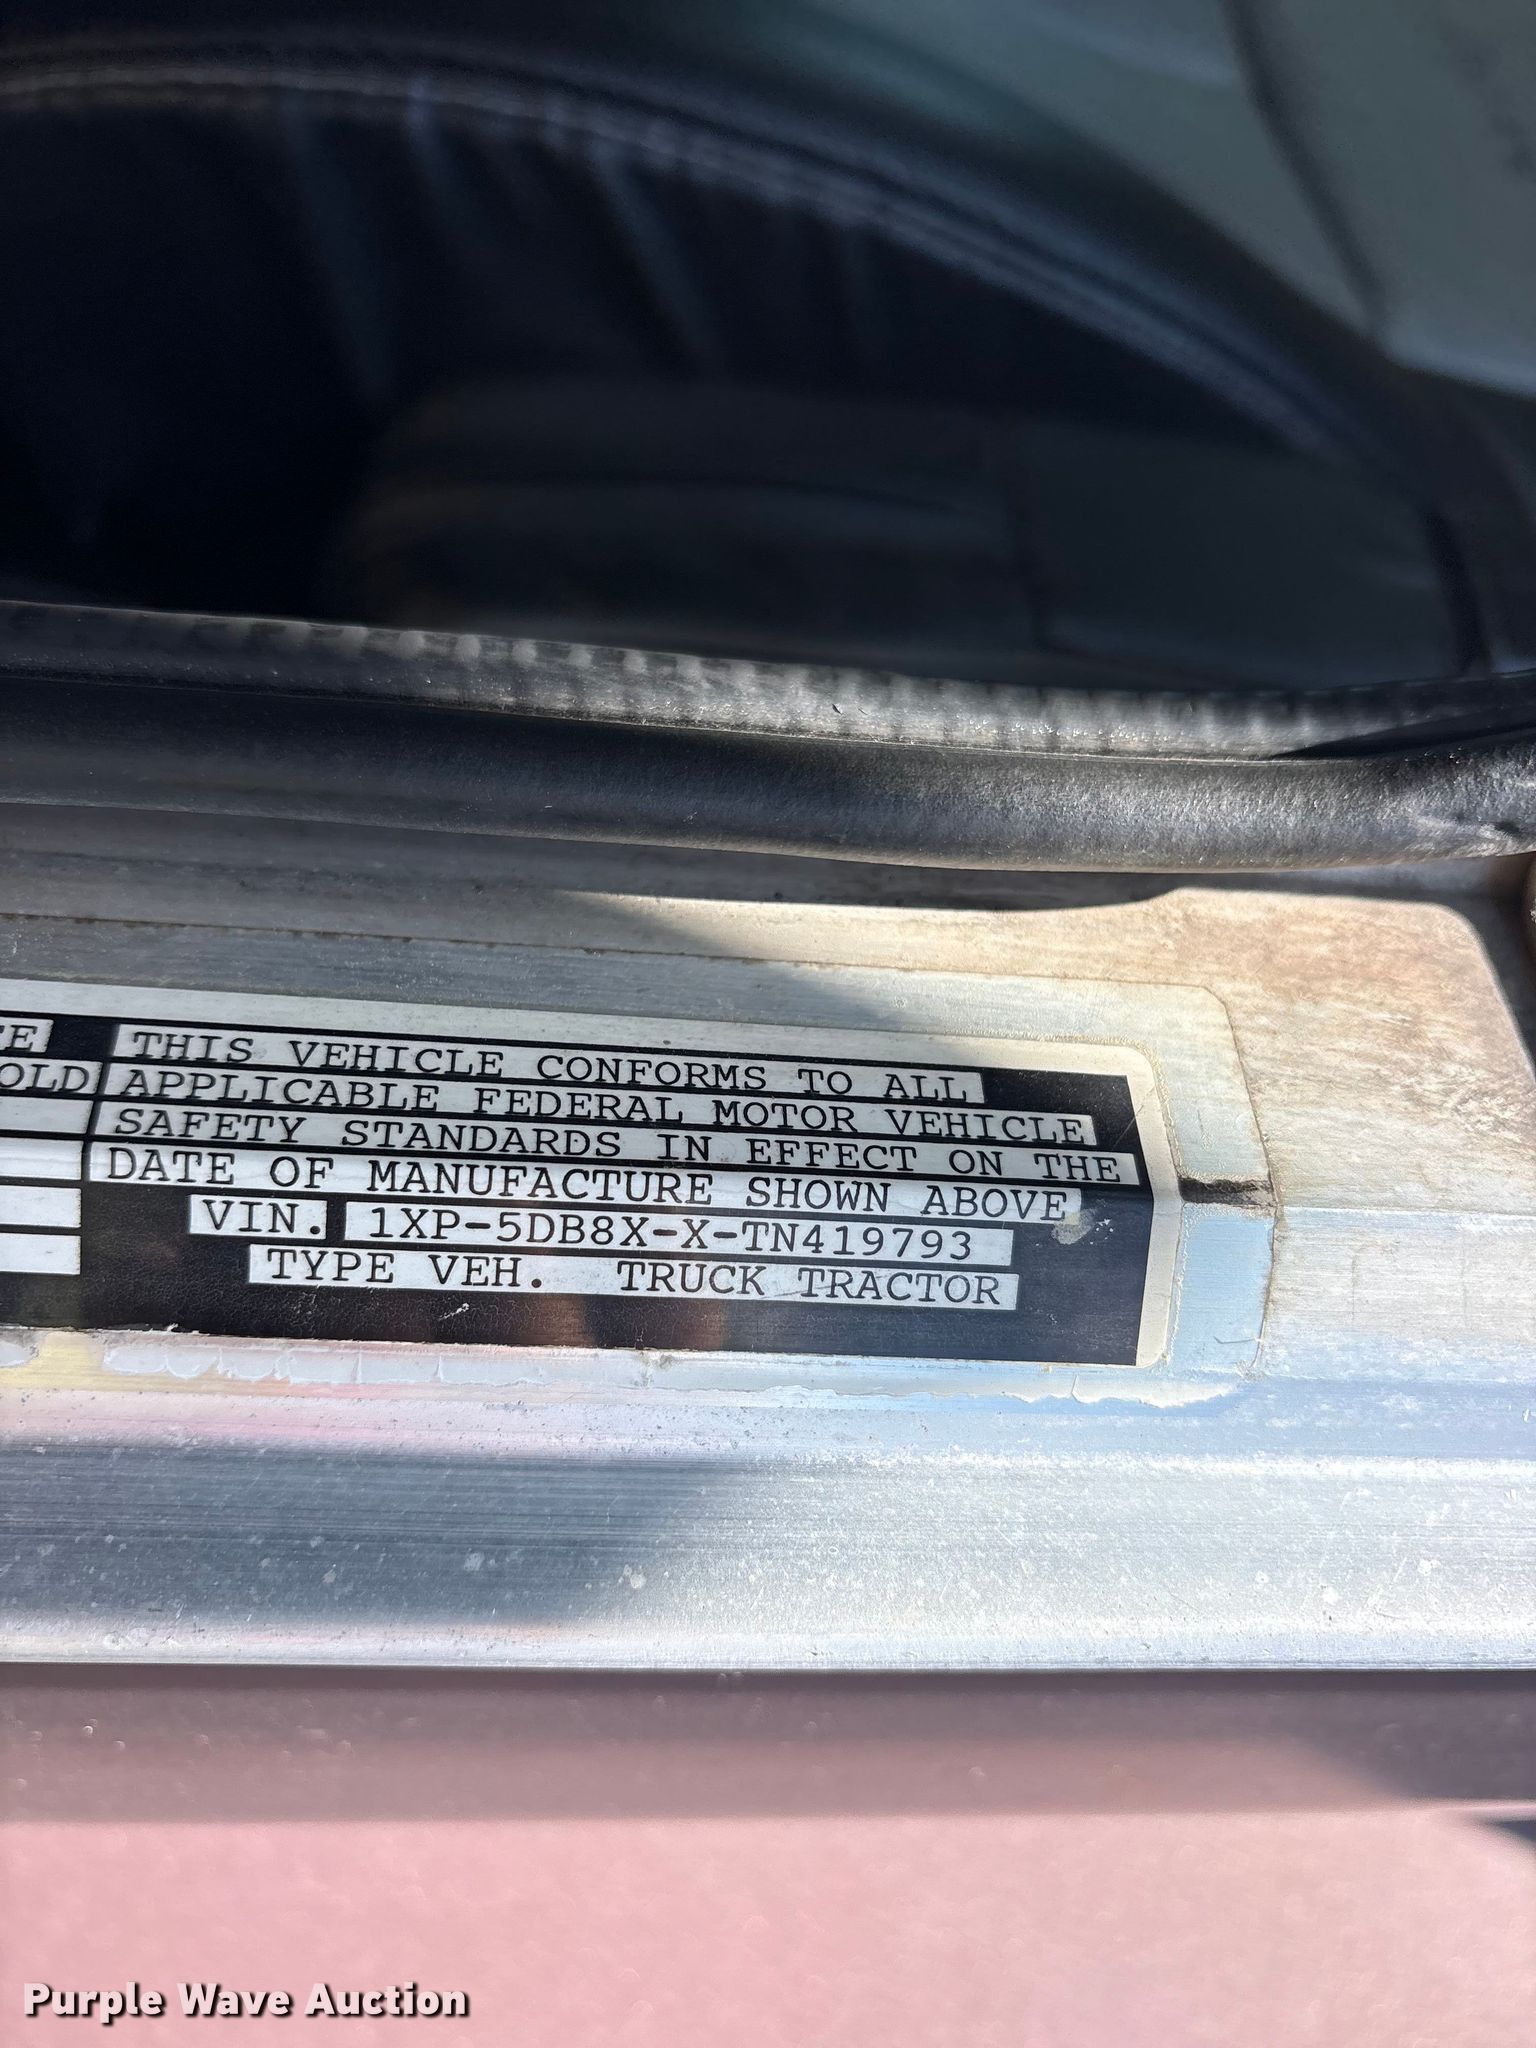 THIS VEHICLE CONFORMS TO ALL
OLD APPLICABLE FEDERAL MOTOR VEHICLE
SAFETY STANDARDS IN EFFECT ON THE
DATE OF MANUFACTURE SHOWN ABOVE
VIN. 1XP-5DB8X-X-TN419793
TYPE VEH. TRUCK TRACTOR
Purple Wave Auction